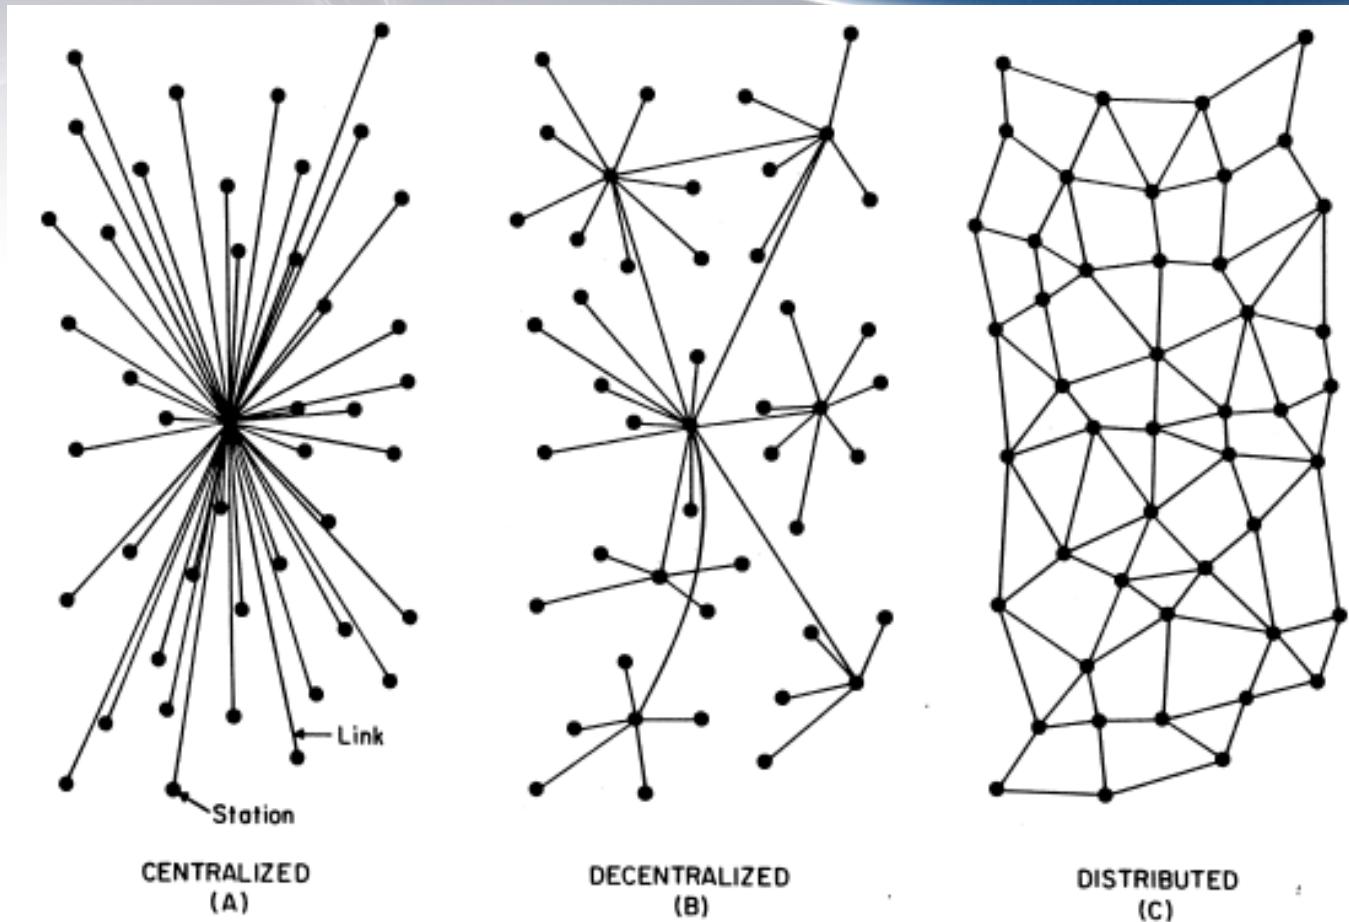 Link
Station
CENTRALIZED
(A)
DECENTRALIZED
(B)
DISTRIBUTED
(C)